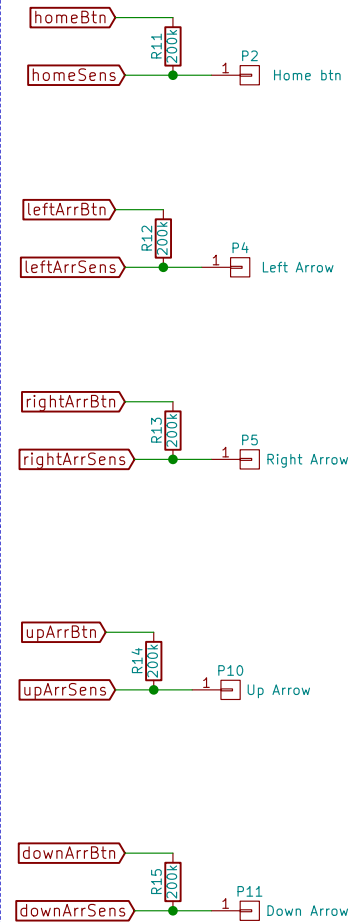 homeBtn
R11
200k
homeSens
1
P2
Home btn
leftArrBtn
R12
200k
leftArrSens
1
P4
Left Arrow
rightArrBtn
R13
200k
rightArrSens
1
P5
Right Arrow
upArrBtn
R14
200k
upArrSens
1
P10
Up Arrow
downArrBtn
R15
200k
downArrSens
1
P11
Down Arrow